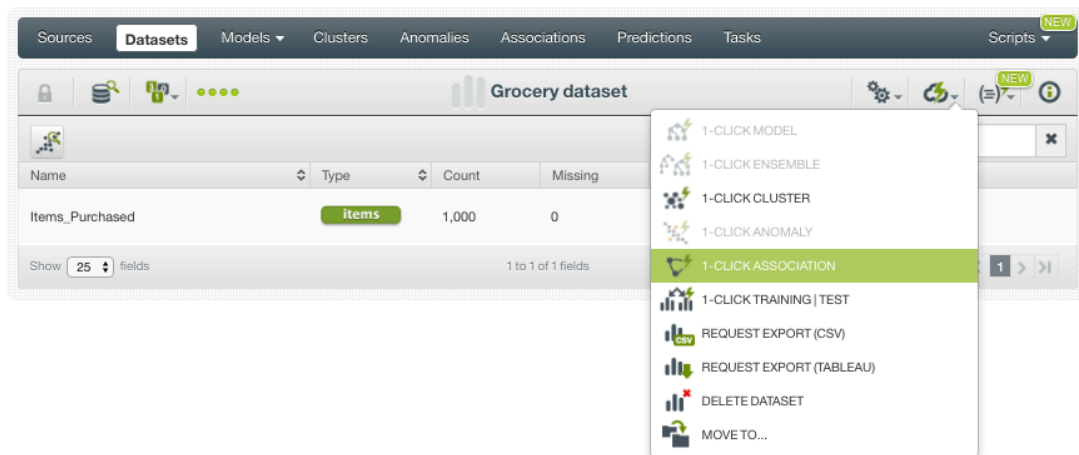 NEW
Sources Datasets Models Clusters Anomalies Associations Predictions Tasks Scripts
NEW
Grocery dataset
1-CLICK MODEL
1-CLICK ENSEMBLE
Name Type Count Missing
1-CLICK CLUSTER
Items_Purchased items 1,000 0
1-CLICK ANOMALY
Show 25 fields 1 to 1 of 1 fields 1
1-CLICK ASSOCIATION
1-CLICK TRAINING | TEST
CSV
REQUEST EXPORT (CSV)
REQUEST EXPORT (TABLEAU)
DELETE DATASET
MOVE TO...